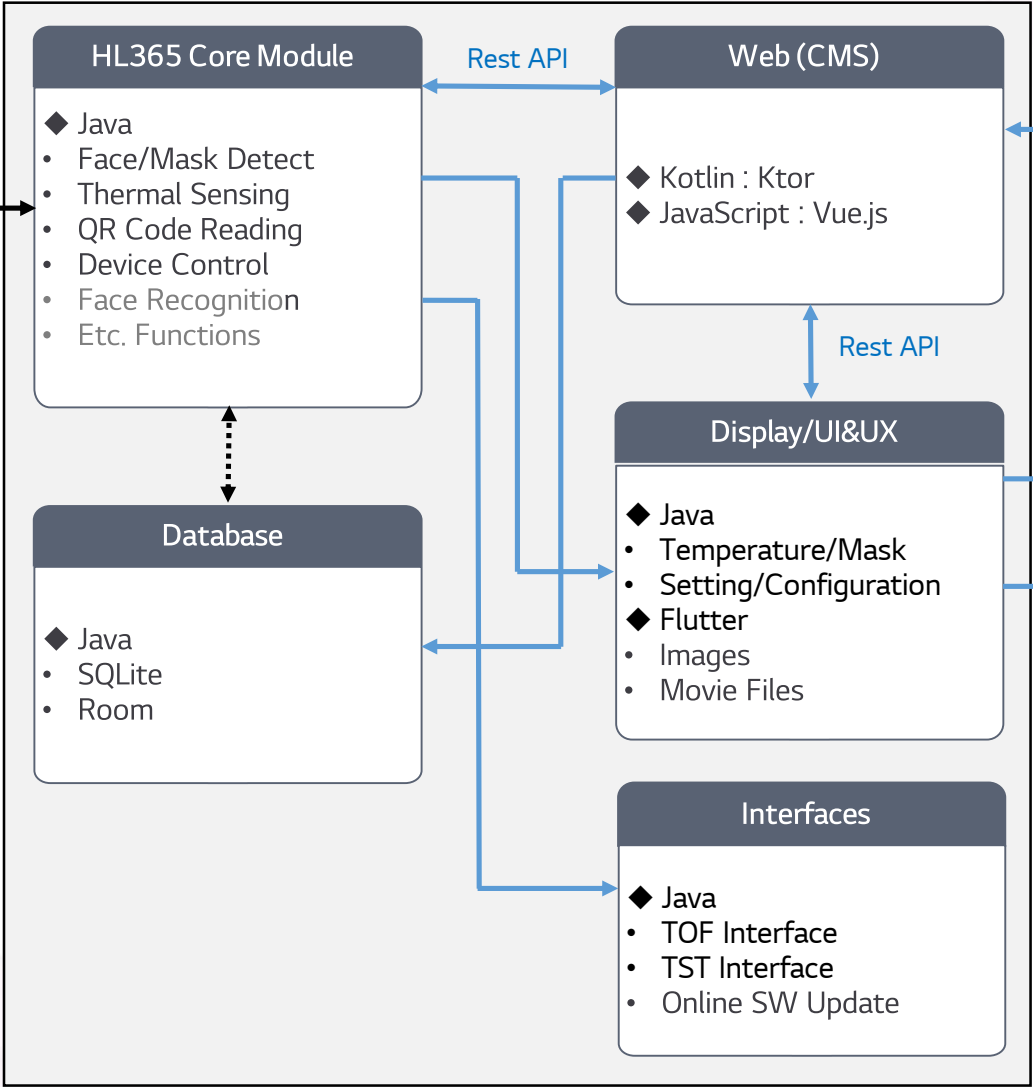 HL365 Core Module
◆ Java
• Face/Mask Detect
• Thermal Sensing
• QR Code Reading
• Device Control
• Face Recognition
• Etc. Functions
Rest API
Web (CMS)
◆ Kotlin : Ktor
◆ JavaScript : Vue.js
Rest API
Database
◆ Java
• SQLite
• Room
Display/UI&UX
◆ Java
• Temperature/Mask
• Setting/Configuration
◆ Flutter
• Images
• Movie Files
Interfaces
◆ Java
• TOF Interface
• TST Interface
• Online SW Update